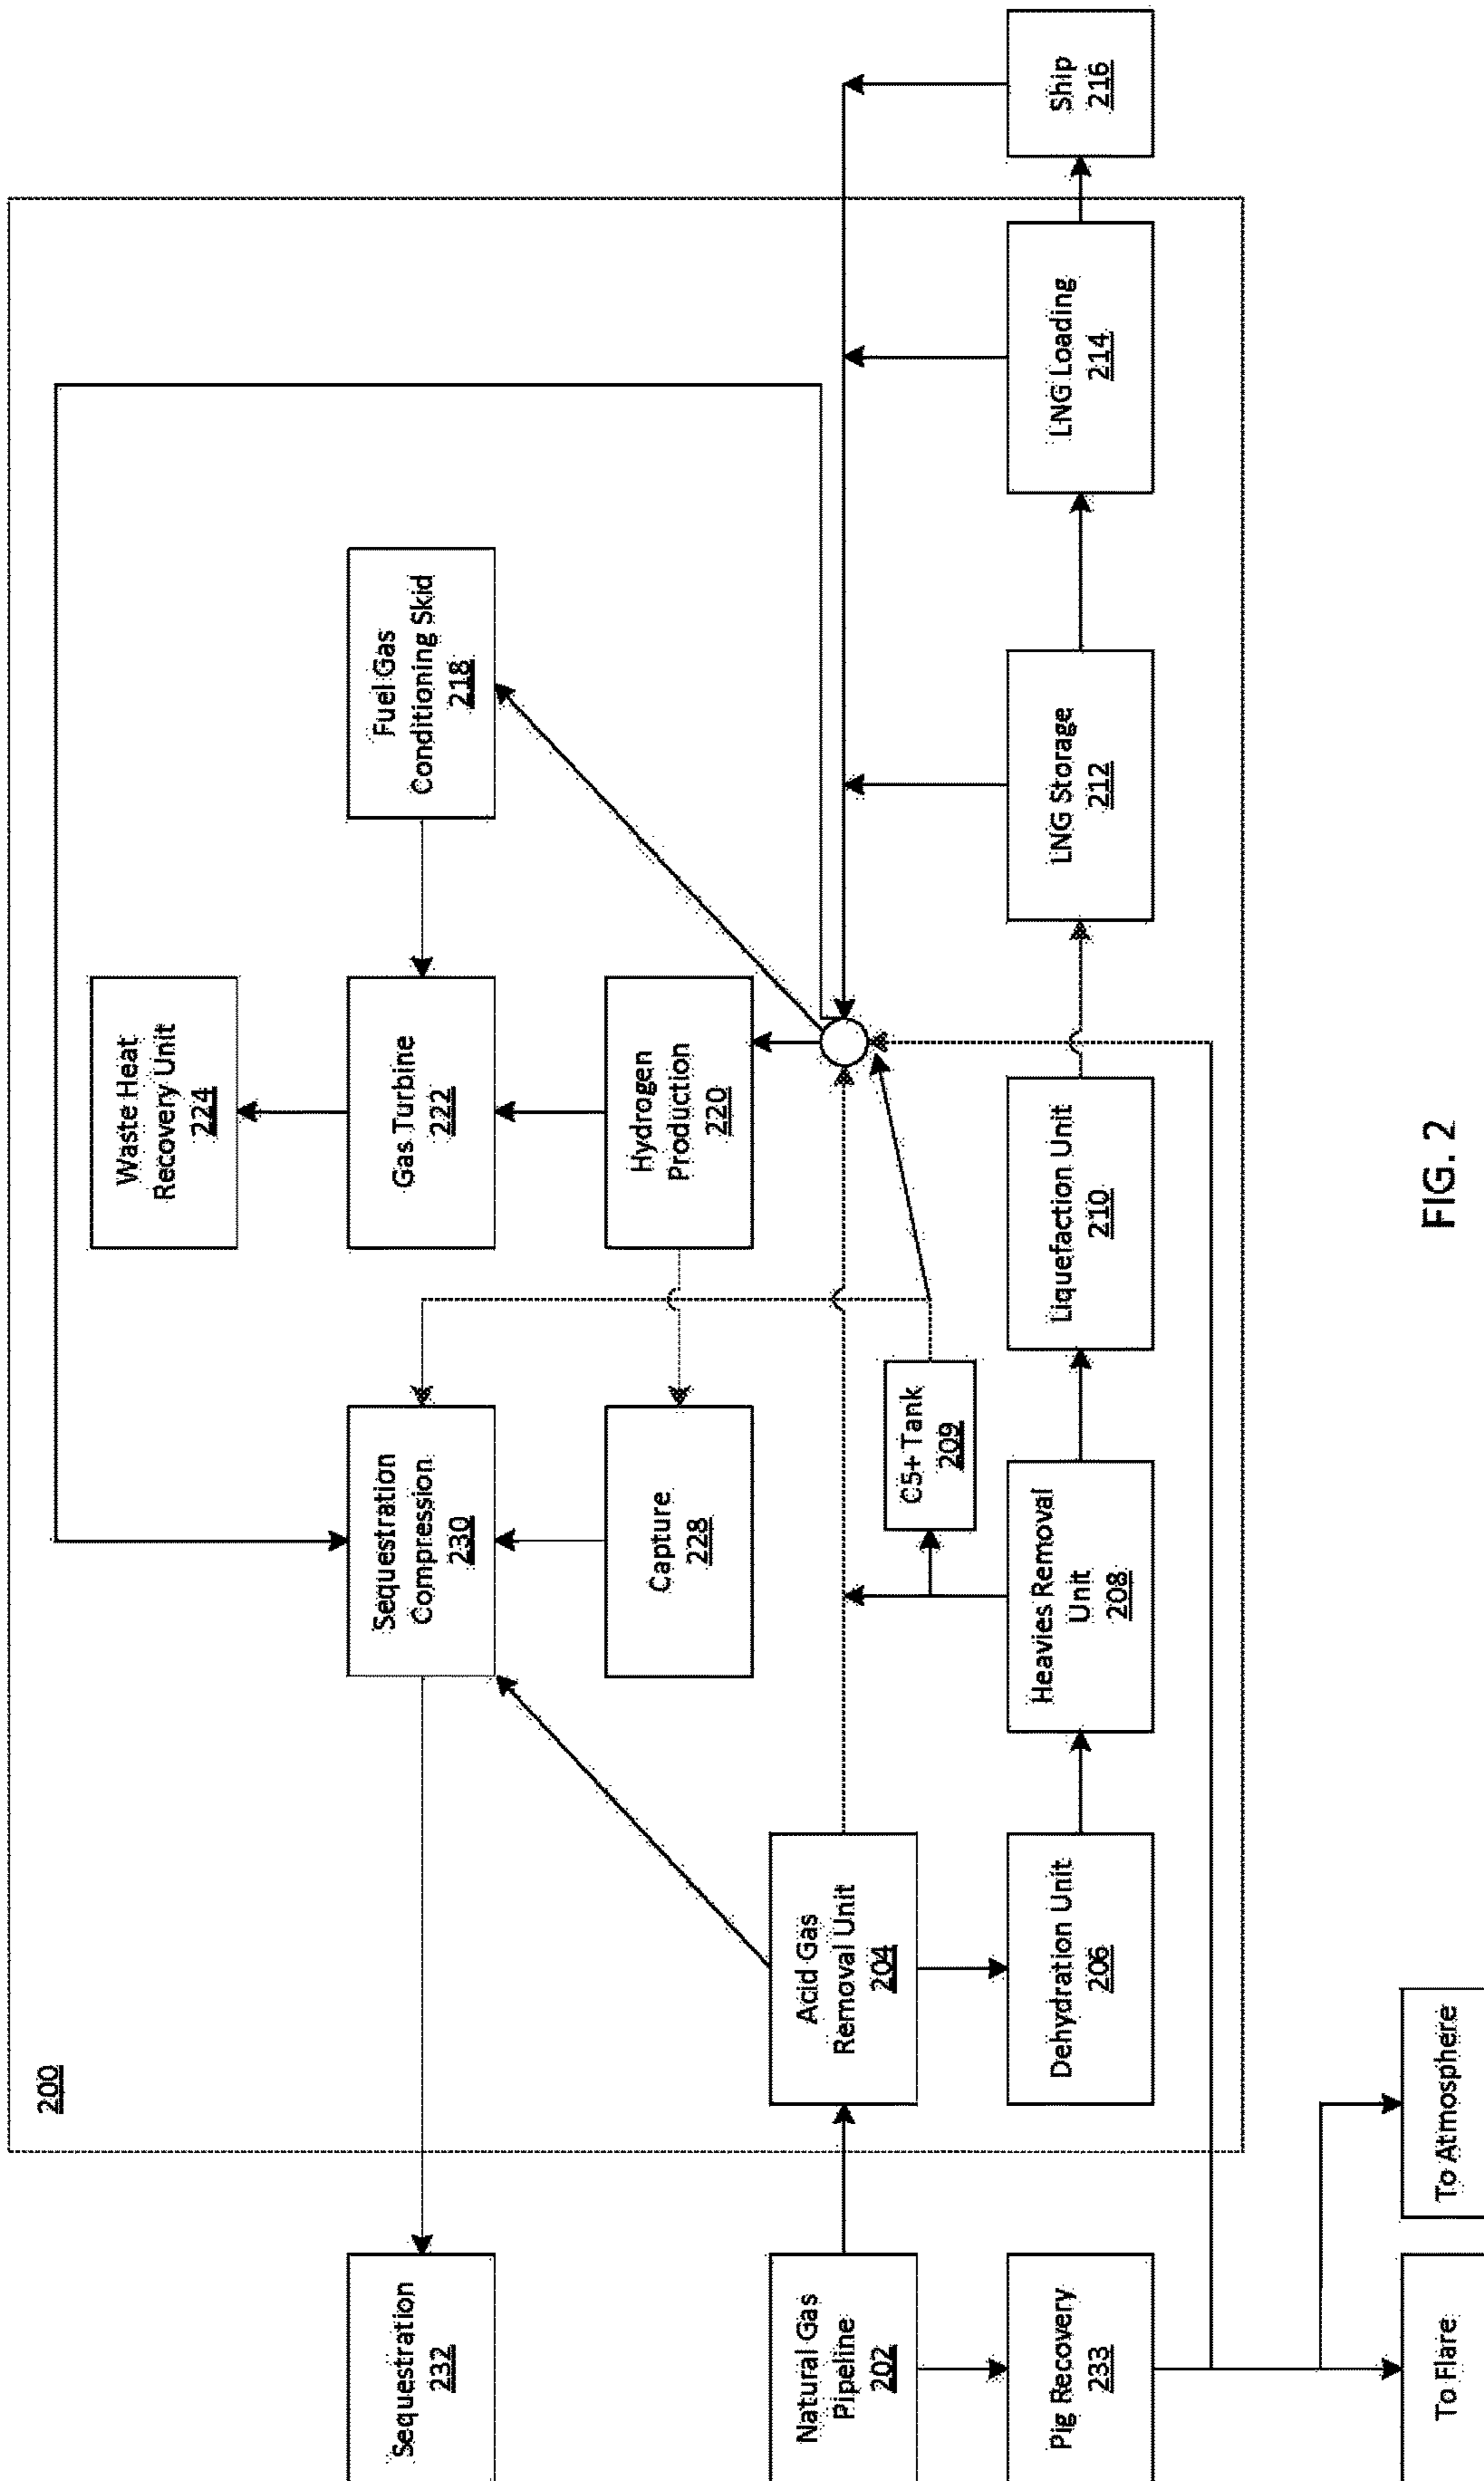 200
Sequestration
232
Sequestration
Compression
230
Waste Heat
Recovery Unit
224
Gas Turbine
222
Fuel Gas
Conditioning Skid
218
Capture
228
Hydrogen
Production
220
Natural Gas
Pipeline
202
Acid Gas
Removal Unit
204
C5+ Tank
209
Pig Recovery
233
Dehydration Unit
206
Heavies Removal
Unit
208
Liquefaction Unit
210
LNG Storage
212
LNG Loading
214
Ship
216
To Flare
To Atmosphere
FIG. 2